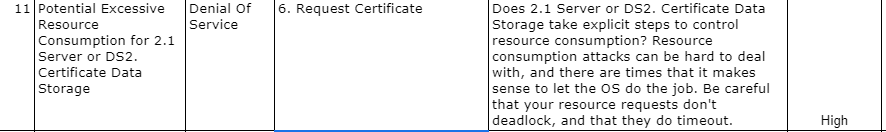 11 Potential Excessive Resource Consumption for 2.1 Server or DS2. Certificate Data Storage
Denial Of Service
6. Request Certificate
Does 2.1 Server or DS2. Certificate Data
Storage take explicit steps to control
resource consumption? Resource
consumption attacks can be hard to deal
with, and there are times that it makes
sense to let the OS do the job. Be careful
that your resource requests don't
deadlock, and that they do timeout.
High